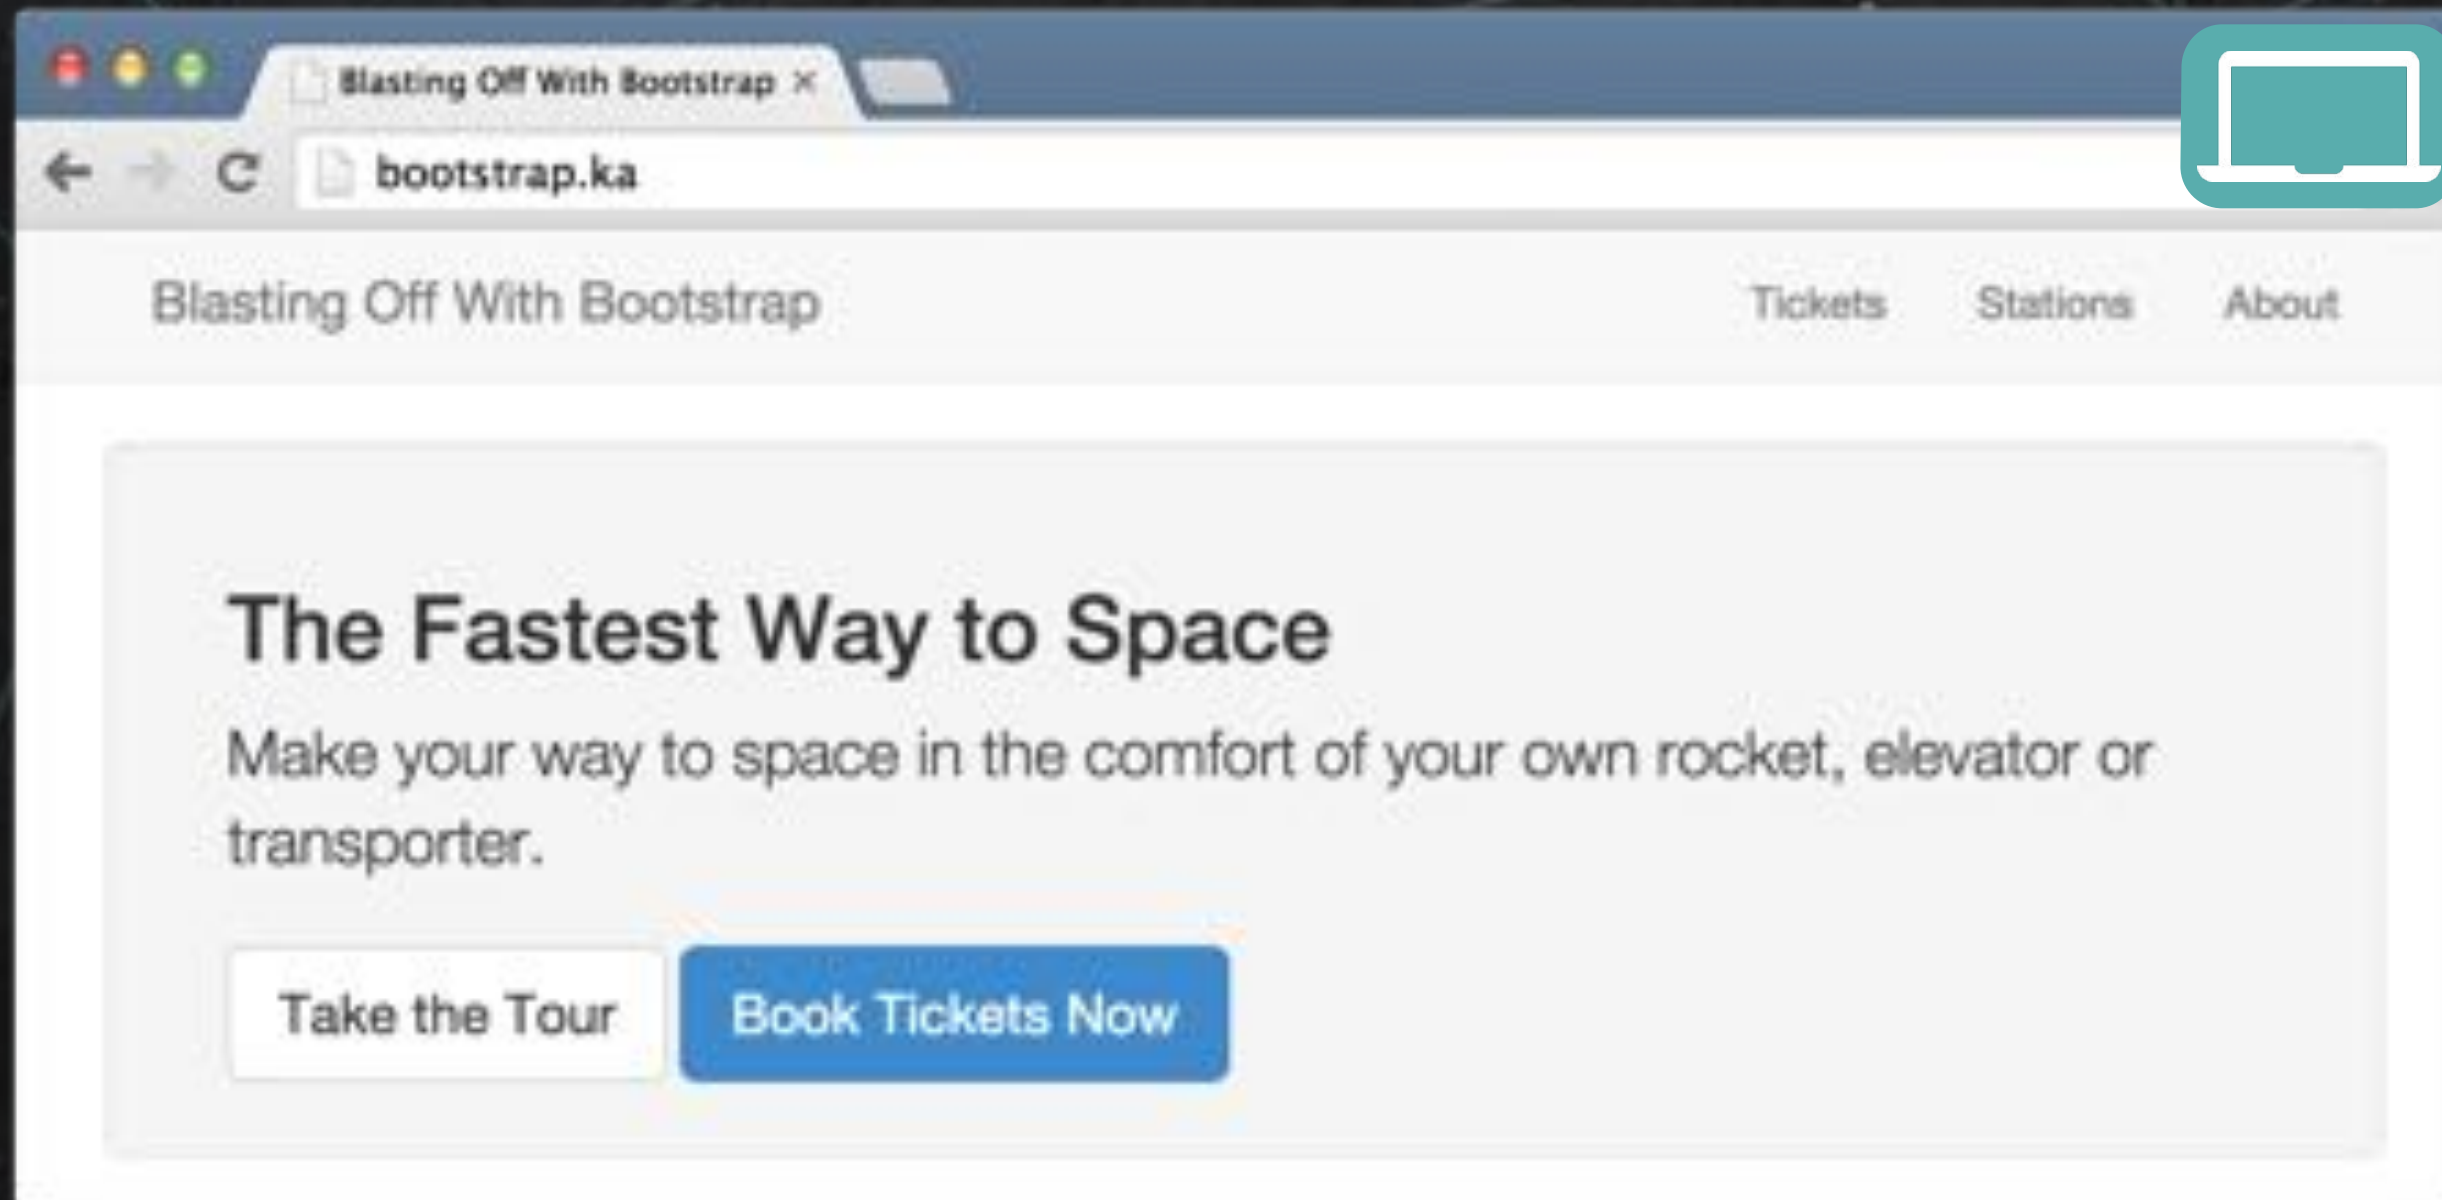 Blasting Off With Bootstrap ×
bootstrap.ka
Blasting Off With Bootstrap Tickets Stations About
The Fastest Way to Space
Make your way to space in the comfort of your own rocket, elevator or
transporter.
Take the Tour Book Tickets Now